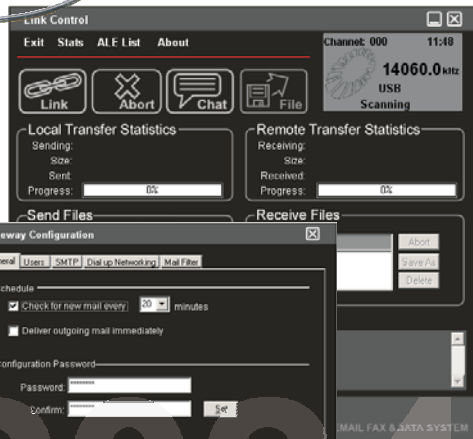 Link Control
Exit Stats ALE List About
Channel: 000 11:48
14060.0 kHz
USB
Scanning
Link Abort Chat File
Local Transfer Statistics
Sending:
Size:
Sent:
Progress: 0%
Remote Transfer Statistics
Receiving:
Size:
Received:
Progress: 0%
Send Files
Receive Files
Abort
Save As
Delete
eway Configuration
neral Users SMTP Dial up Networking Mail Filter
chedule
Check for new mail every 20 minutes
Deliver outgoing mail immediately
onfiguration Password
Password: ********
Confirm: ******** Set
EMAIL FAX & DATA SYSTEM